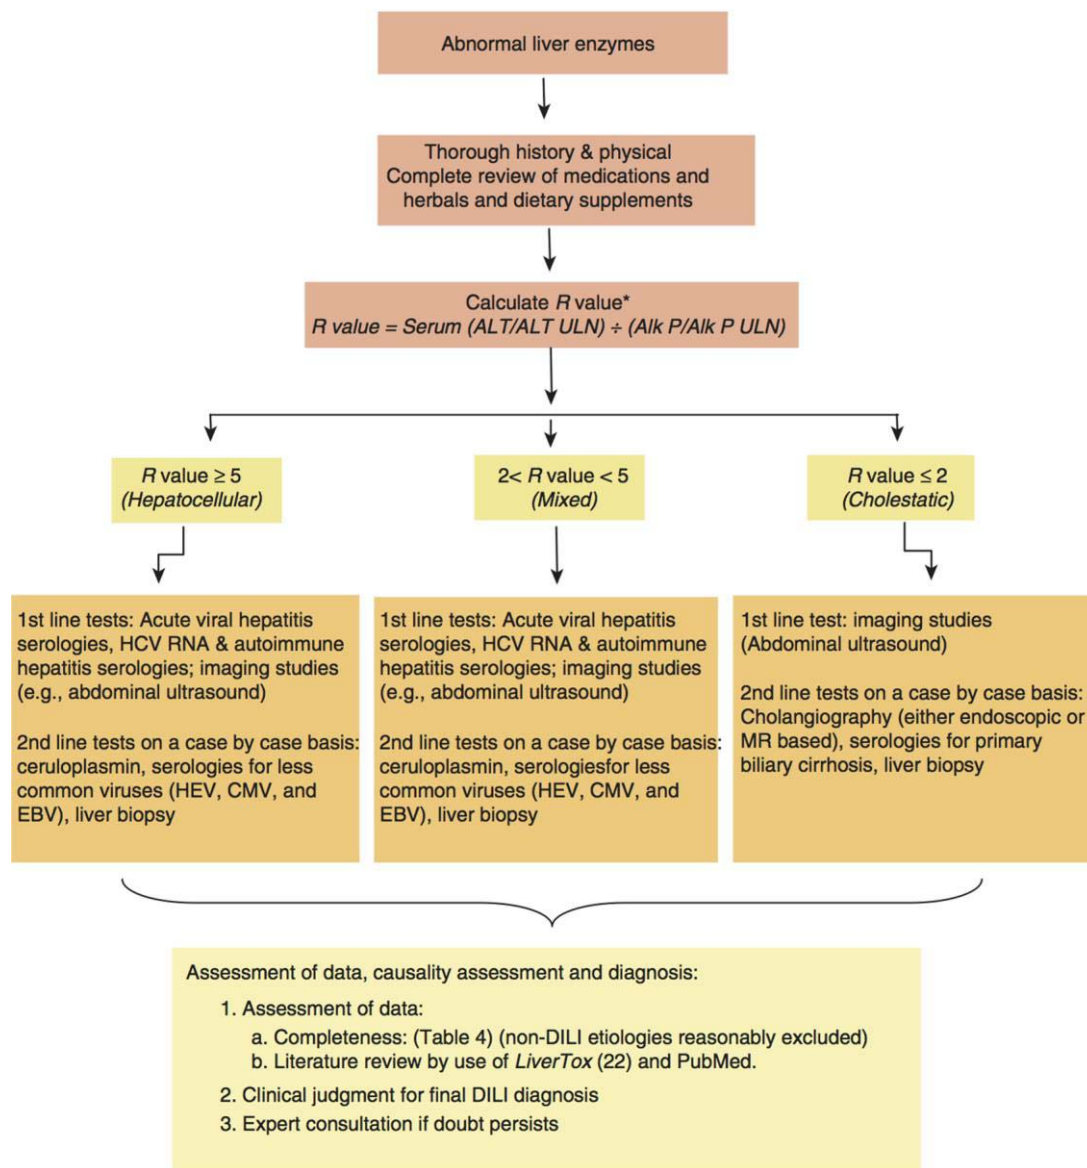 Abnormal liver enzymes
Thorough history & physical
Complete review of medications and
herbals and dietary supplements
Calculate R value*
R value = Serum (ALT/ALT ULN) ÷ (Alk P/Alk P ULN)
R value ≥ 5
(Hepatocellular)
2< R value < 5
(Mixed)
R value ≤ 2
(Cholestatic)
1st line tests: Acute viral hepatitis
serologies, HCV RNA & autoimmune
hepatitis serologies; imaging studies
(e.g., abdominal ultrasound)
2nd line tests on a case by case basis:
ceruloplasmin, serologies for less
common viruses (HEV, CMV, and
EBV), liver biopsy
1st line tests: Acute viral hepatitis
serologies, HCV RNA & autoimmune
hepatitis serologies; imaging studies
(e.g., abdominal ultrasound)
2nd line tests on a case by case basis:
ceruloplasmin, serologiesfor less
common viruses (HEV, CMV, and
EBV), liver biopsy
1st line test: imaging studies
(Abdominal ultrasound)
2nd line tests on a case by case basis:
Cholangiography (either endoscopic or
MR based), serologies for primary
biliary cirrhosis, liver biopsy
Assessment of data, causality assessment and diagnosis:
1. Assessment of data:
a. Completeness: (Table 4) (non-DILI etiologies reasonably excluded)
b. Literature review by use of LiverTox (22) and PubMed.
2. Clinical judgment for final DILI diagnosis
3. Expert consultation if doubt persists